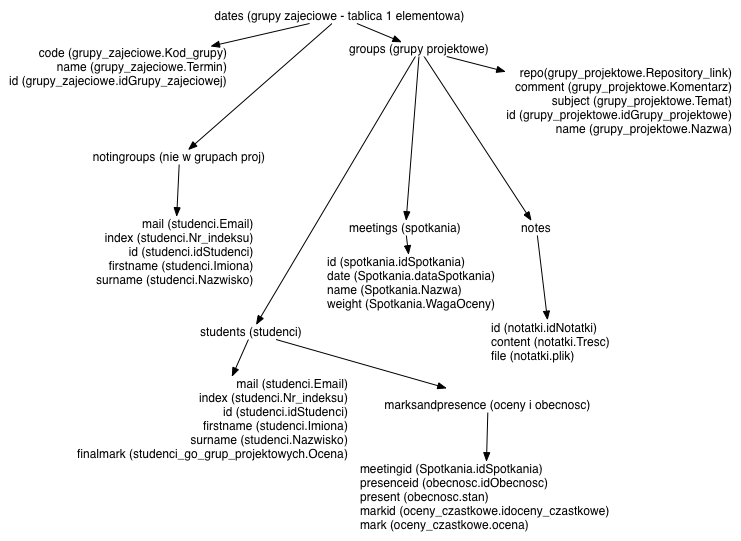 dates (grupy zajeciowe - tablica 1 elementowa)
code (grupy_zajeciowe.Kod_grupy)
name (grupy_zajeciowe.Termin)
id (grupy_zajeciowe.idGrupy_zajeciowej)
groups (grupy projektowe)
repo(grupy_projektowe.Repository_link)
comment (grupy_projektowe.Komentarz)
subject (grupy_projektowe.Temat)
id (grupy_projektowe.idGrupy_projektowe)
name (grupy_projektowe.Nazwa)
notingroups (nie w grupach proj)
mail (studenci.Email)
index (studenci.Nr_indeksu)
id (studenci.idStudenci)
firstname (studenci.Imiona)
surname (studenci.Nazwisko)
meetings (spotkania)
id (spotkania.idSpotkania)
date (Spotkania.dataSpotkania)
name (Spotkania.Nazwa)
weight (Spotkania.WagaOceny)
notes
id (notatki.idNotatki)
content (notatki.Tresc)
file (notatki.plik)
students (studenci)
mail (studenci.Email)
index (studenci.Nr_indeksu)
id (studenci.idStudenci)
firstname (studenci.Imiona)
surname (studenci.Nazwisko)
finalmark (studenci_go_grup_projektowych.Ocena)
marksandpresence (oceny i obecnosc)
meetingid (Spotkania.idSpotkania)
presenceid (obecnosc.idObecnosc)
present (obecnosc.stan)
markid (oceny_czastkowe.idoceny_czastkowe)
mark (oceny_czastkowe.ocena)